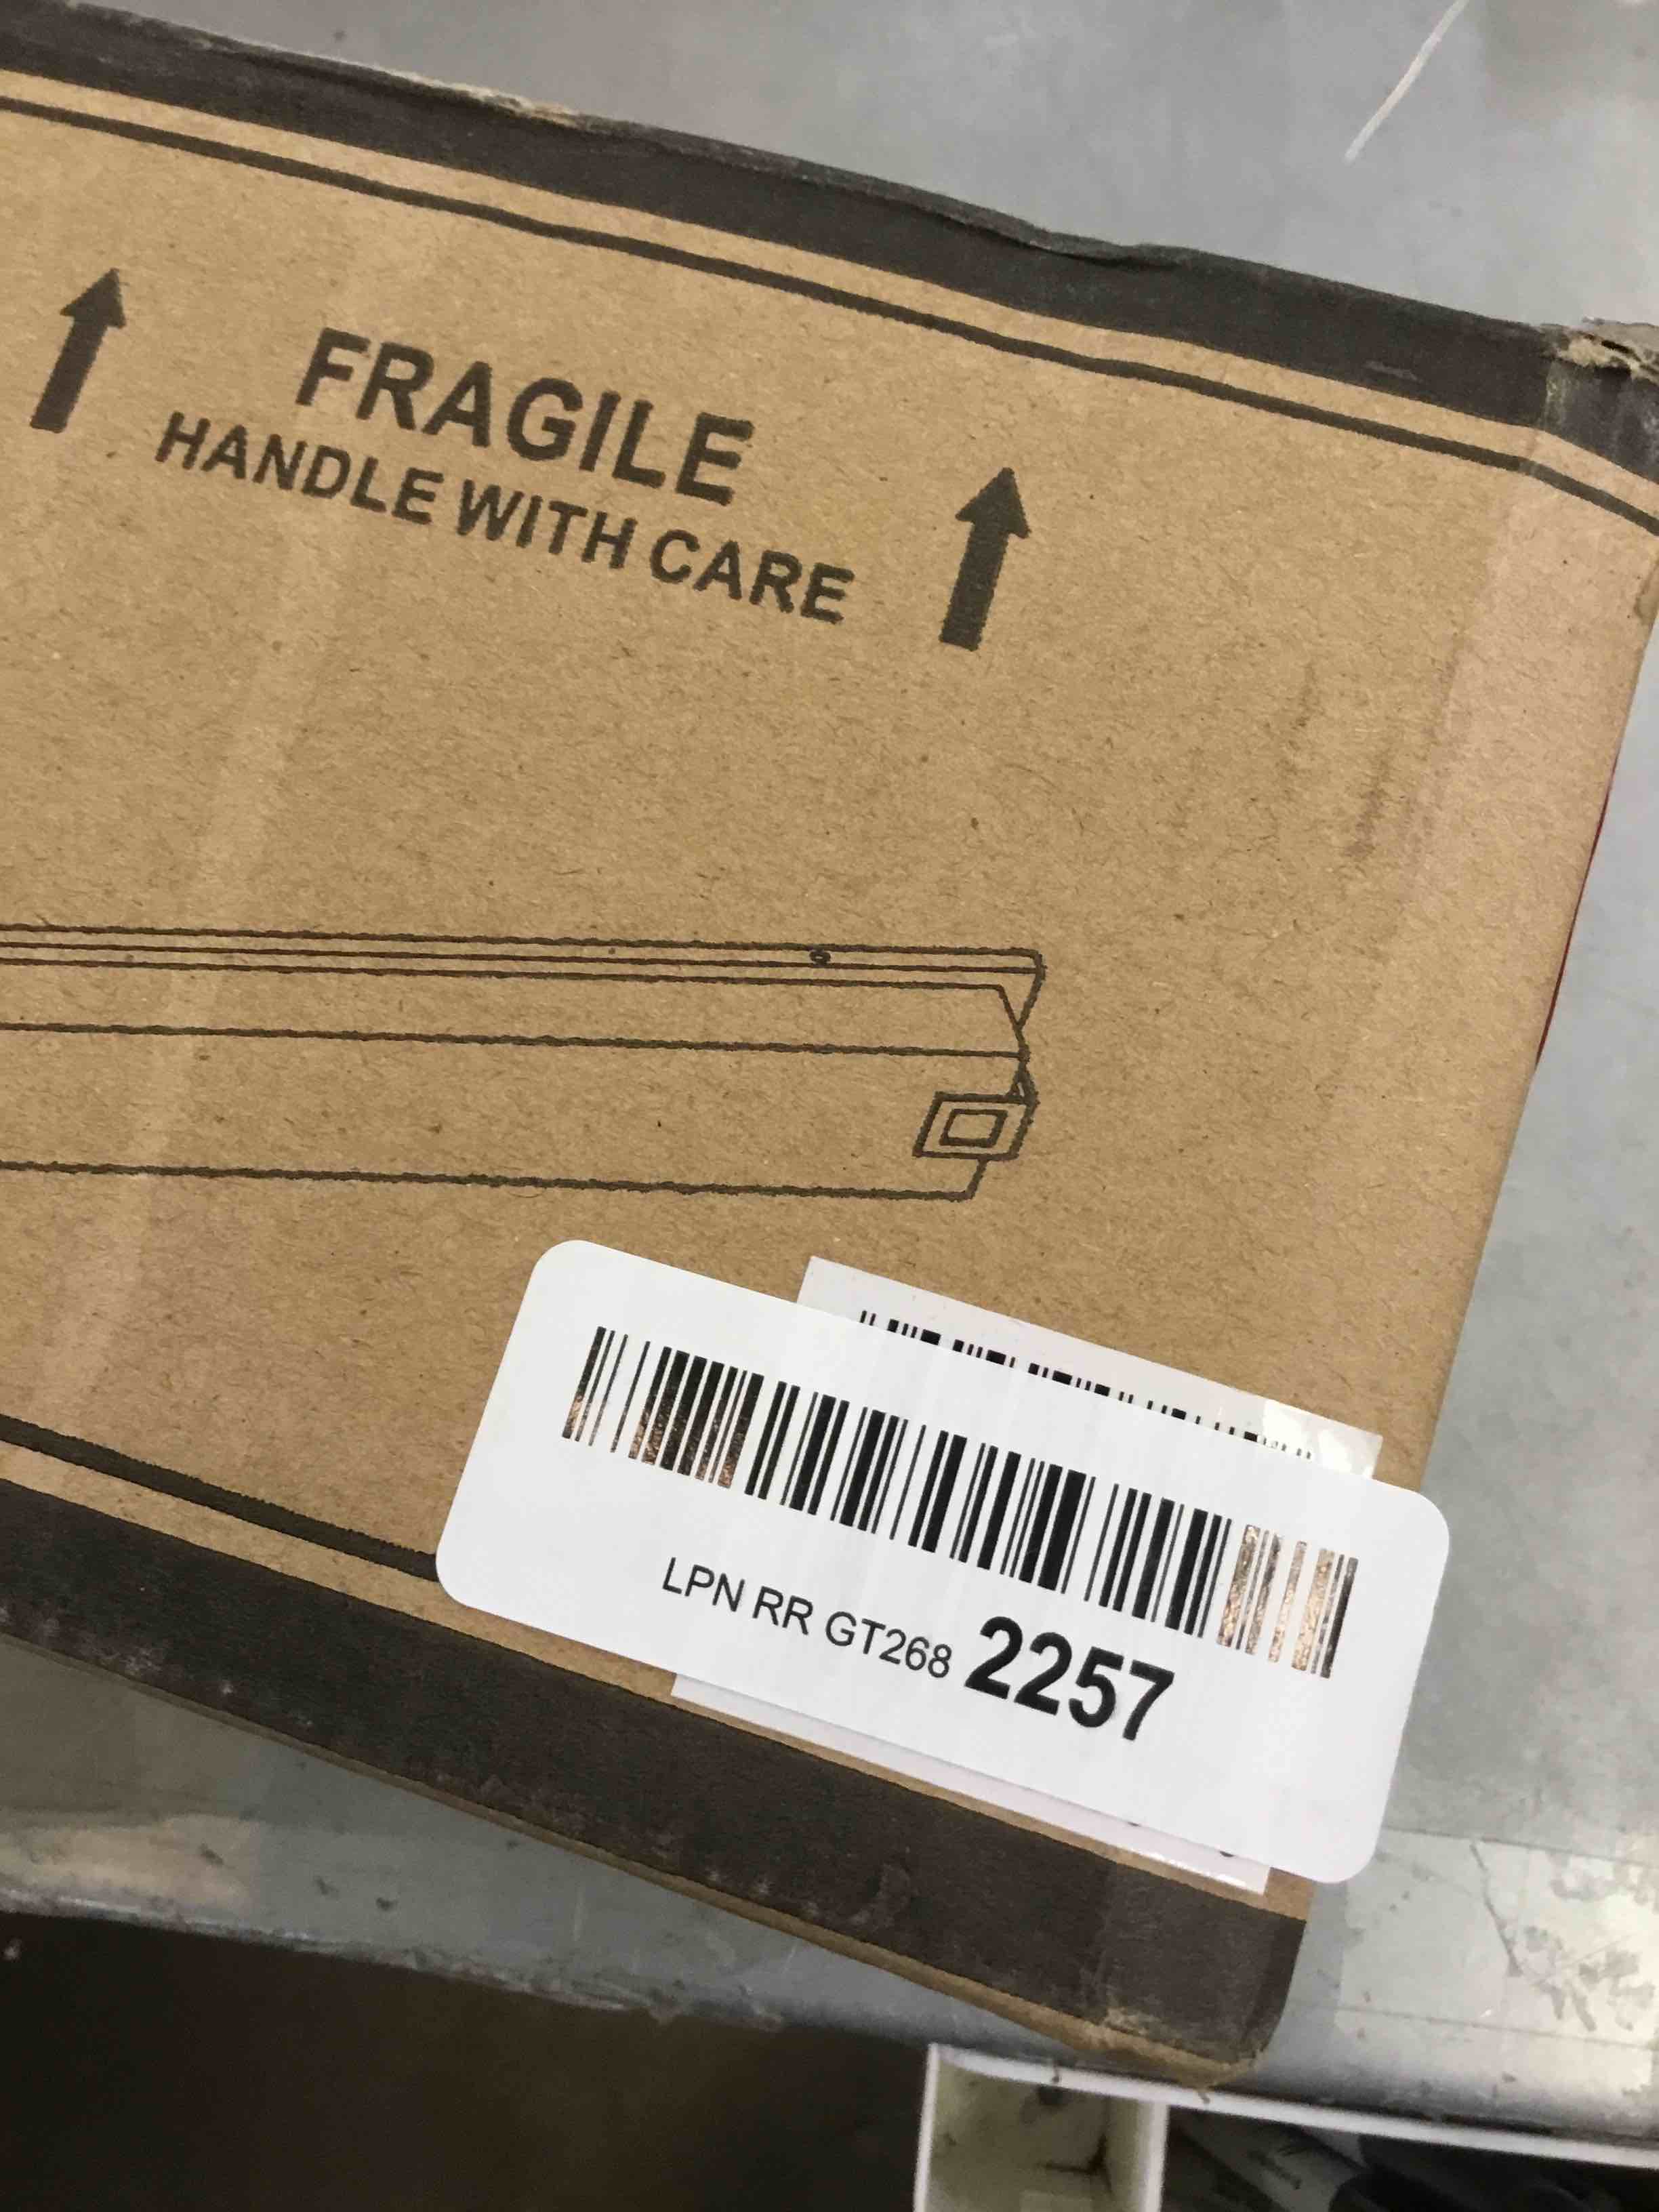 FRAGILE
HANDLE WITH CARE
LPN RR GT268 2257